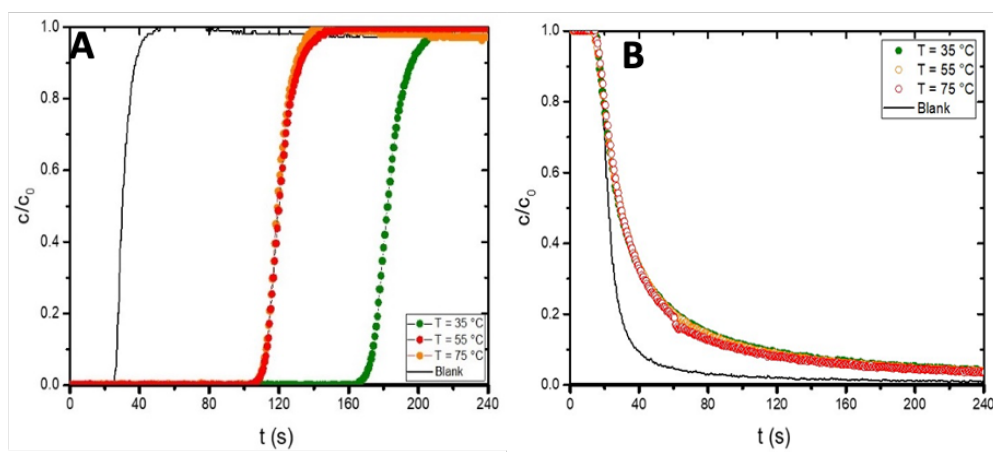 A
c/c₀
1.0
0.8
0.6
0.4
0.2
0.0
T = 35 °C
T = 55 °C
T = 75 °C
Blank
0 40 80 120 160 200 240
t (s)
B
c/c₀
1.0
0.8
0.6
0.4
0.2
0.0
T = 35 °C
T = 55 °C
T = 75 °C
Blank
0 40 80 120 160 200 240
t (s)